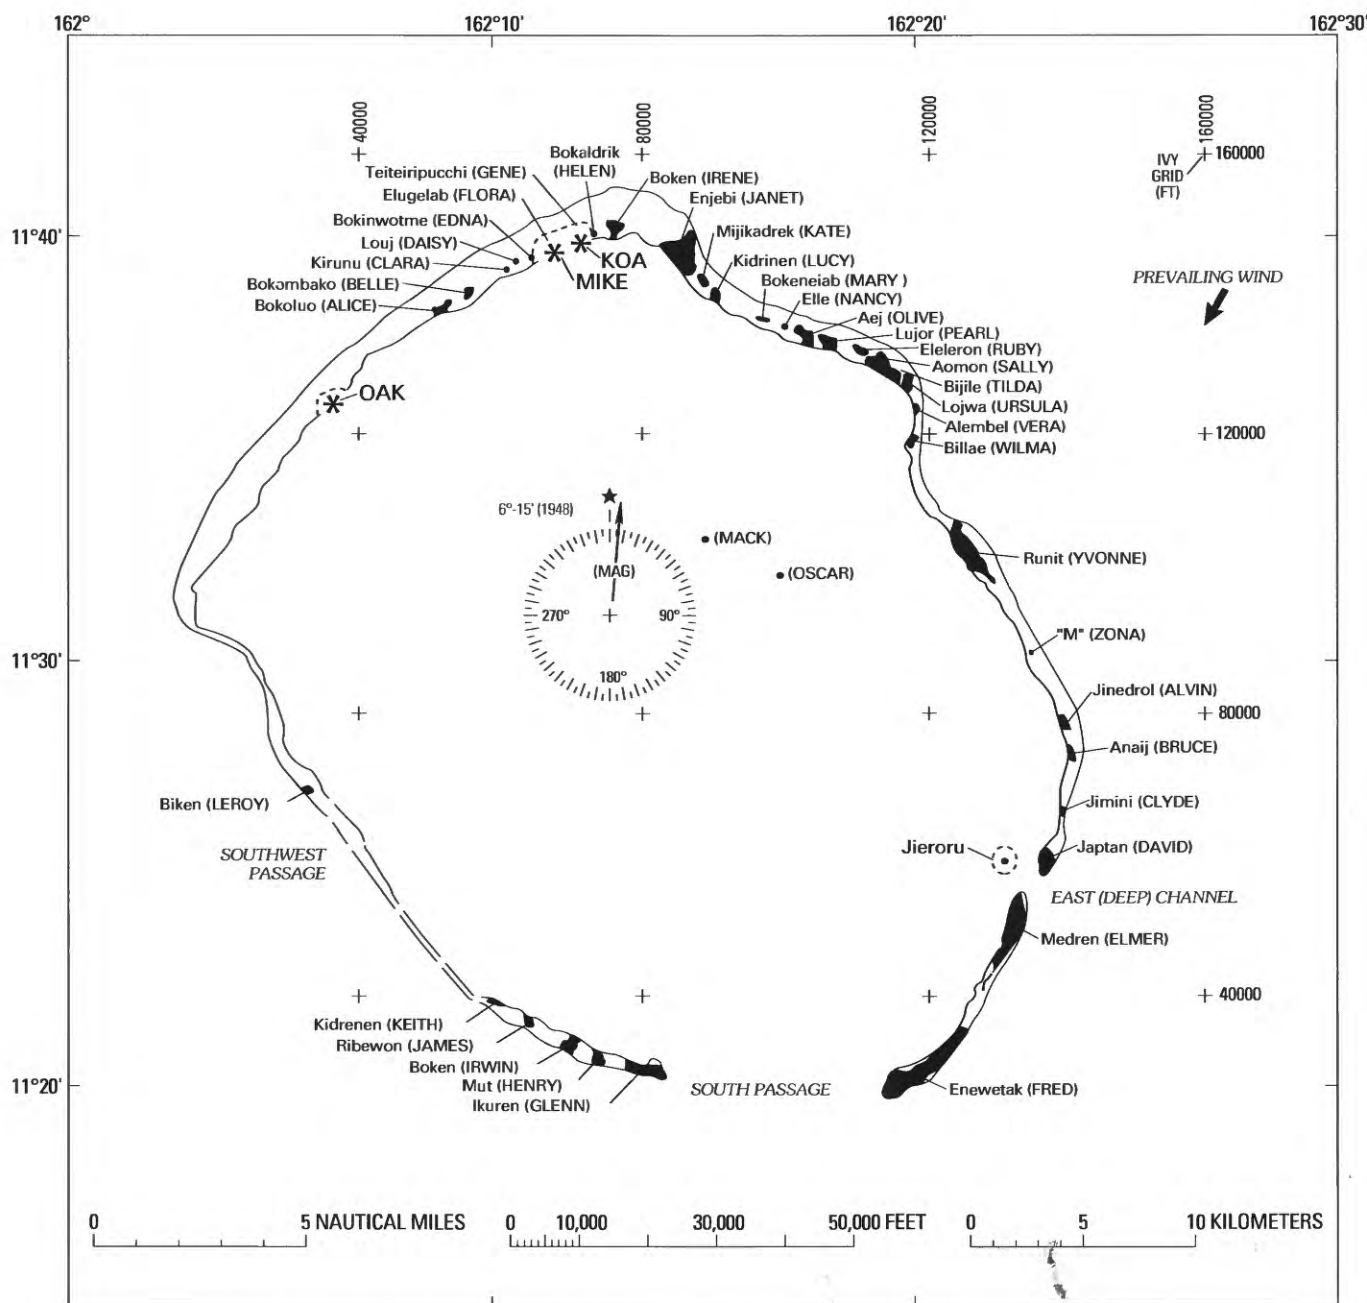 162°
162°10'
162°20'
162°30'
40000
80000
120000
160000
160000
IVY
GRID
(FT)
Bokaldrik
(HELEN)
Teiteiripucchi (GENE)
Boken (IRENE)
Elugelab (FLORA)
Enjebi (JANET)
Bokinwotme (EDNA)
Mijikadrek (KATE)
11°40'
Louj (DAISY)
KOA
Kidrinen (LUCY)
Kirunu (CLARA)
MIKE
Bokeneiab (MARY )
PREVAILING WIND
Bokombako (BELLE)
Elle (NANCY)
Bokoluo (ALICE)
Aej (OLIVE)
Lujor (PEARL)
Eleleron (RUBY)
Aomon (SALLY)
Bijile (TILDA)
OAK
Lojwa (URSULA)
Alembel (VERA)
120000
Billae (WILMA)
6°-15' (1948)
(MACK)
Runit (YVONNE)
(MAG)
(OSCAR)
270°
90°
"M" (ZONA)
11°30'
180°
Jinedrol (ALVIN)
80000
Anaij (BRUCE)
Biken (LEROY)
Jimini (CLYDE)
SOUTHWEST
PASSAGE
Jieroru
Japtan (DAVID)
EAST (DEEP) CHANNEL
Medren (ELMER)
40000
Kidrenen (KEITH)
Ribewon (JAMES)
Boken (IRWIN)
Mut (HENRY)
11°20'
SOUTH PASSAGE
Enewetak (FRED)
Ikuren (GLENN)
0 5 NAUTICAL MILES
0 10,000 30,000 50,000 FEET
0 5 10 KILOMETERS